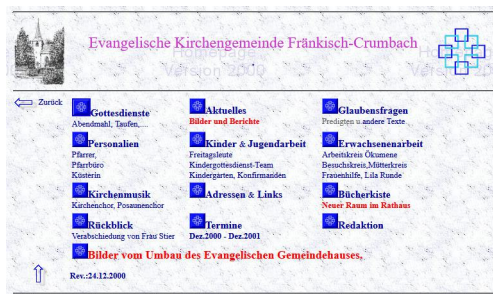 Evangelische Kirchengemeinde Fränkisch-Crumbach
Homepage
Version 2000
Zurück
Gottesdienste
Abendmahl, Taufen,....
Aktuelles
Bilder und Berichte
Glaubensfragen
Predigten u.andere Texte
Personalien
Pfarrer,
Pfarrbüro
Küsterin
Kinder & Jugendarbeit
Freitagsleute
Kindergottesdienst-Team
Kindergarten, Konfirmanden
Erwachsenenarbeit
Arbeitskreis Ökumene
Besuchskreis,Mütterkreis
Frauenhilfe, Lila Runde
Kirchenmusik
Kirchenchor, Posaunenchor
Adressen & Links
Bücherkiste
Neuer Raum im Rathaus
Rückblick
Verabschiedung von Frau Stier
Termine
Dez.2000 - Dez.2001
Redaktion
Bilder vom Umbau des Evangelischen Gemeindehauses,
Rev.:24.12.2000